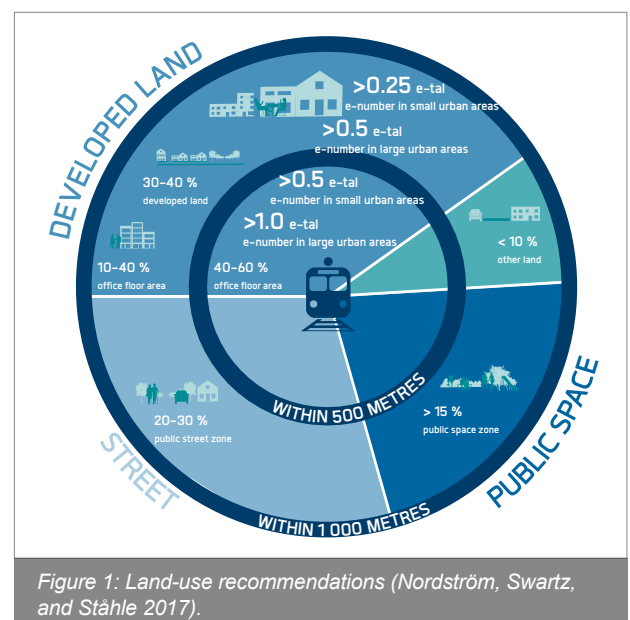 DEVELOPED LAND
>0.25 e-tal
e-number in small urban areas
>0.5 e-tal
e-number in large urban areas
30-40 %
developed land
>0.5 e-tal
e-number in small urban areas
>1.0 e-tal
e-number in large urban areas
10-40 %
office floor area
40-60 %
office floor area
< 10 %
other land
20-30 %
public street zone
> 15 %
public space zone
WITHIN 500 METRES
WITHIN 1 000 METRES
STREET
PUBLIC SPACE
Figure 1: Land-use recommendations (Nordström, Swartz,
and Ståhle 2017).